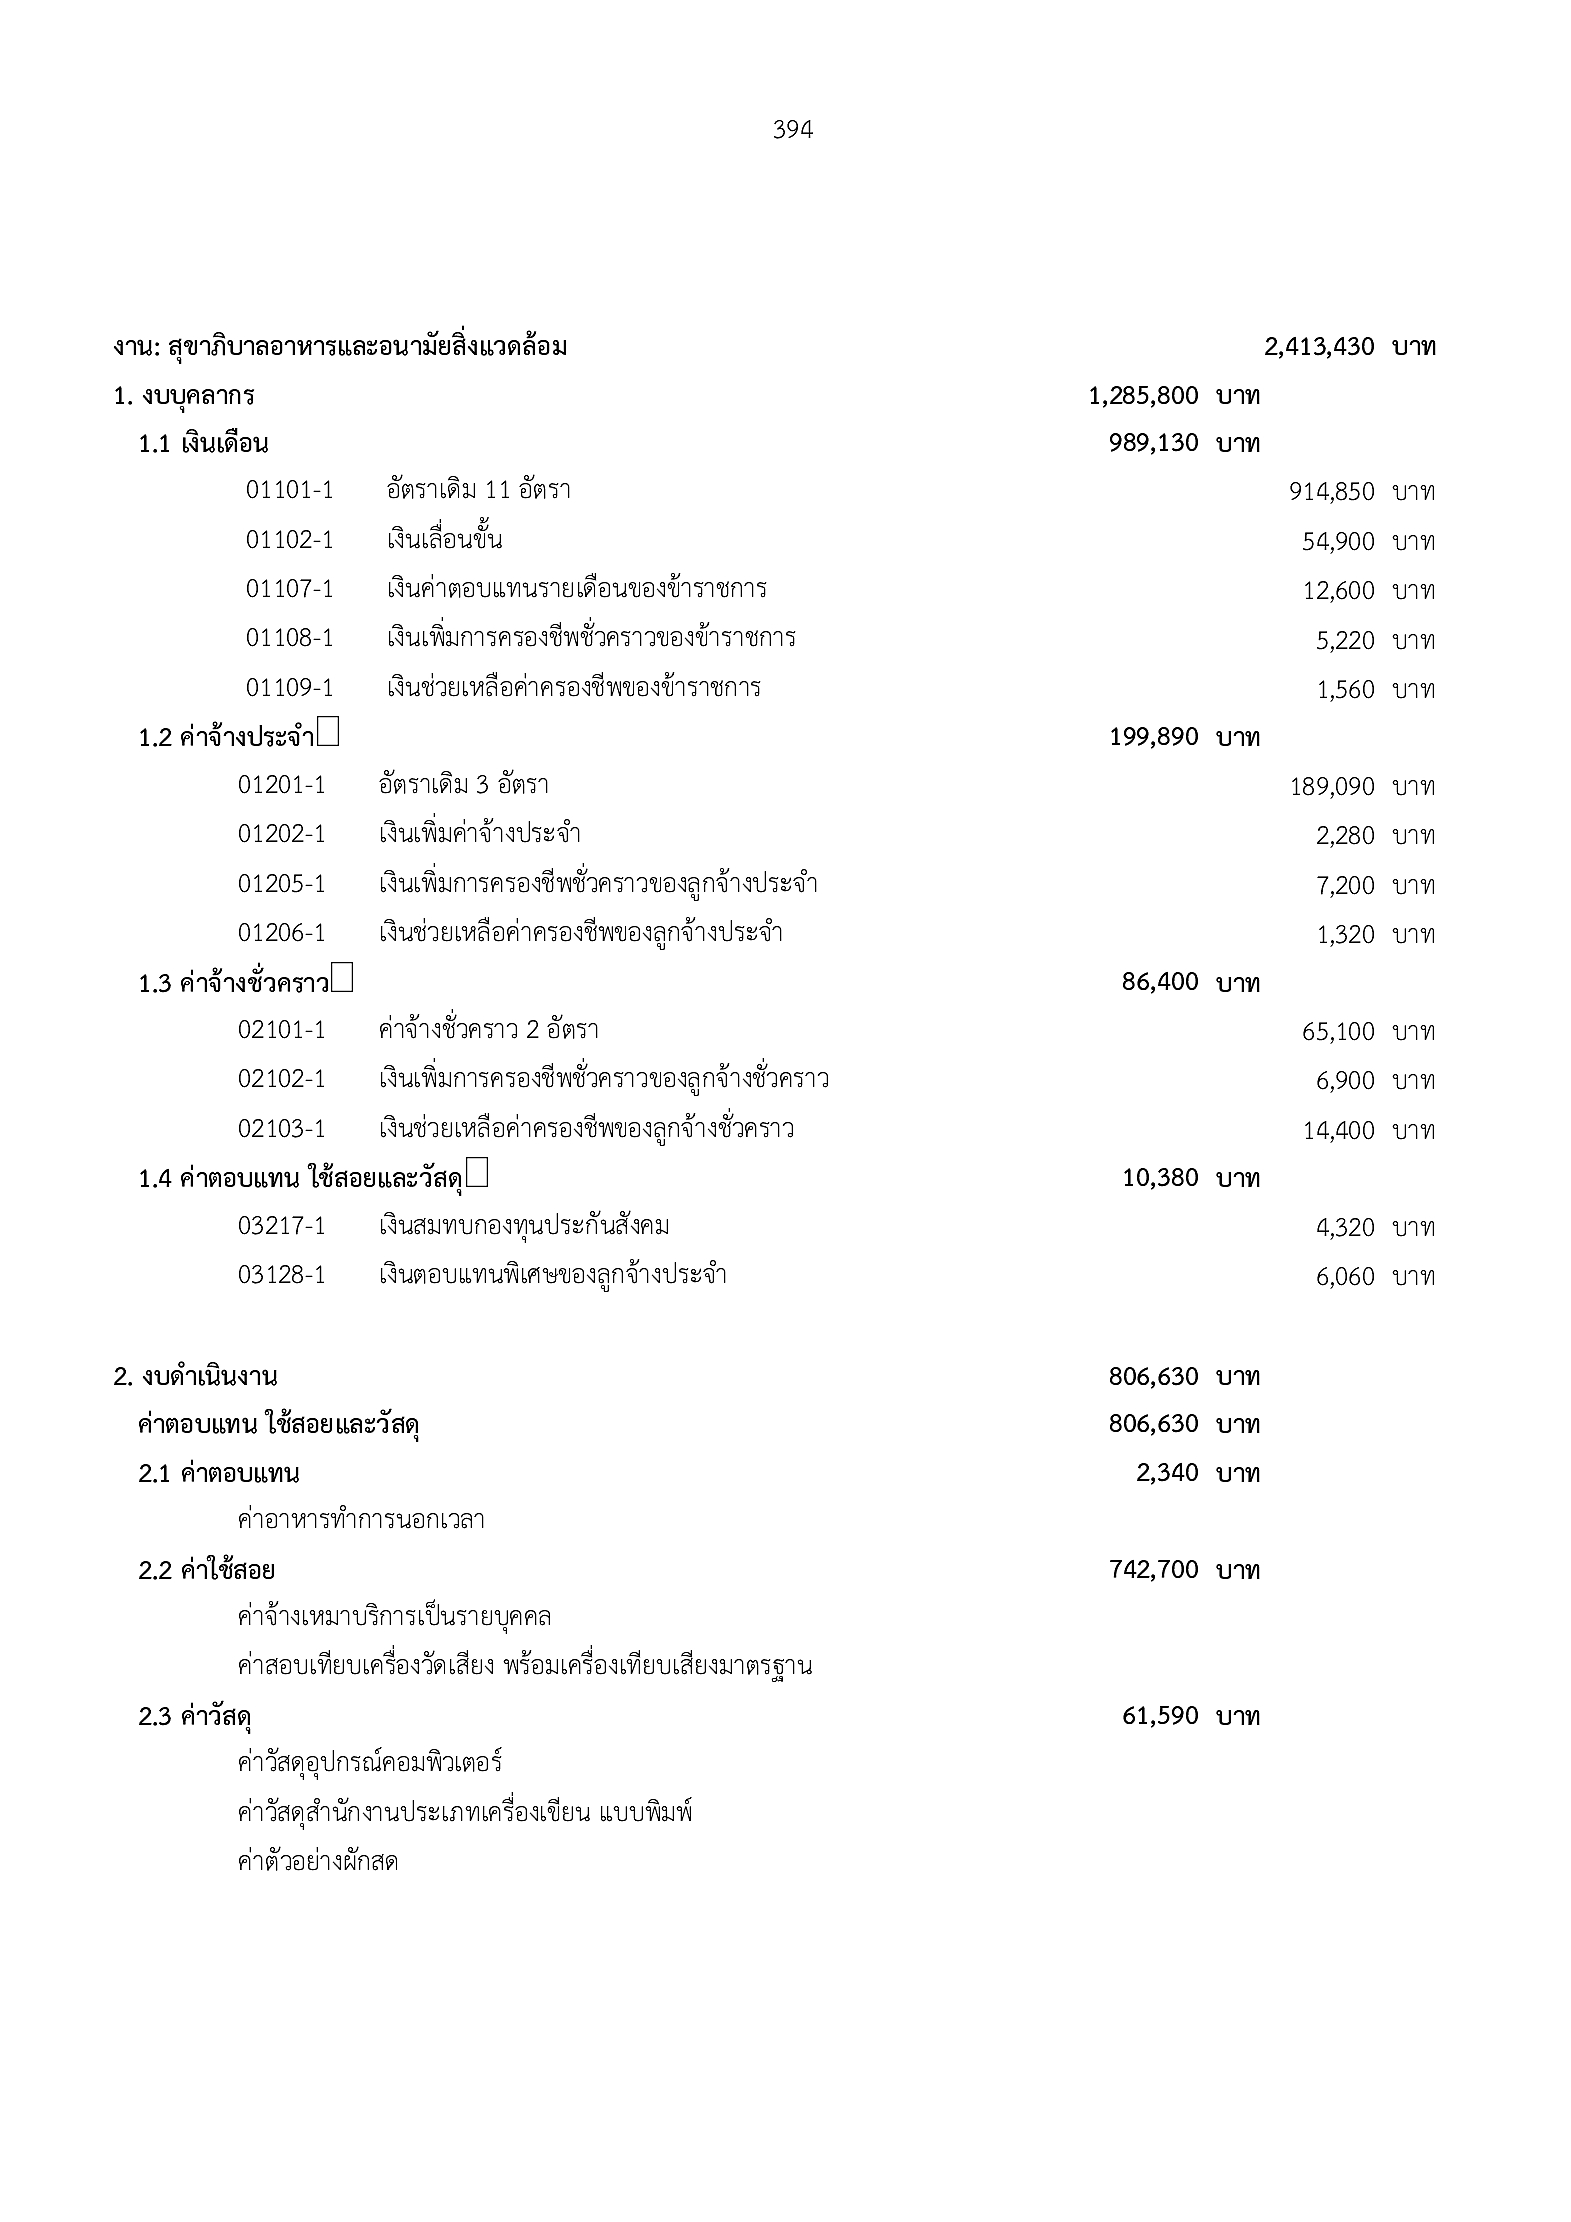 394
งาน: สุขาภิบาลอาหารและอนามัยสิ่งแวดล้อม 2,413,430 บาท
1. งบบุคลากร 1,285,800 บาท
1.1 เงินเดือน 989,130 บาท
01101-1 อัตราเดิม 11 อัตรา 914,850 บาท
01102-1 เงินเลื่อนขั้น 54,900 บาท
01107-1 เงินค่าตอบแทนรายเดือนของข้าราชการ 12,600 บาท
01108-1 เงินเพิ่มการครองชีพชั่วคราวของข้าราชการ 5,220 บาท
01109-1 เงินช่วยเหลือค่าครองชีพของข้าราชการ 1,560 บาท
1.2 ค่าจ้างประจำ 199,890 บาท
01201-1 อัตราเดิม 3 อัตรา 189,090 บาท
01202-1 เงินเพิ่มค่าจ้างประจำ 2,280 บาท
01205-1 เงินเพิ่มการครองชีพชั่วคราวของลูกจ้างประจำ 7,200 บาท
01206-1 เงินช่วยเหลือค่าครองชีพของลูกจ้างประจำ 1,320 บาท
1.3 ค่าจ้างชั่วคราว 86,400 บาท
02101-1 ค่าจ้างชั่วคราว 2 อัตรา 65,100 บาท
02102-1 เงินเพิ่มการครองชีพชั่วคราวของลูกจ้างชั่วคราว 6,900 บาท
02103-1 เงินช่วยเหลือค่าครองชีพของลูกจ้างชั่วคราว 14,400 บาท
1.4 ค่าตอบแทน ใช้สอยและวัสดุ 10,380 บาท
03217-1 เงินสมทบกองทุนประกันสังคม 4,320 บาท
03128-1 เงินตอบแทนพิเศษของลูกจ้างประจำ 6,060 บาท
2. งบดำเนินงาน 806,630 บาท
ค่าตอบแทน ใช้สอยและวัสดุ 806,630 บาท
2.1 ค่าตอบแทน 2,340 บาท
ค่าอาหารทำการนอกเวลา
2.2 ค่าใช้สอย 742,700 บาท
ค่าจ้างเหมาบริการเป็นรายบุคคล
ค่าสอบเทียบเครื่องวัดเสียง พร้อมเครื่องเทียบเสียงมาตรฐาน
2.3 ค่าวัสดุ 61,590 บาท
ค่าวัสดุอุปกรณ์คอมพิวเตอร์
ค่าวัสดุสำนักงานประเภทเครื่องเขียน แบบพิมพ์
ค่าตัวอย่างผักสด